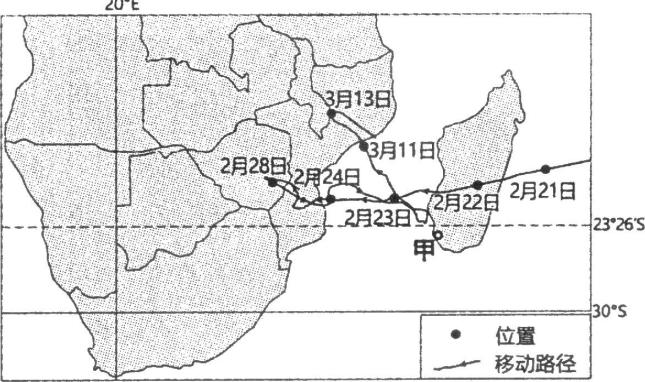 20°E
3月13日
3月11日
2月28日
2月24日
2月21日
2月22日
2月23日
23°26′S
甲
30°S
位置
移动路径